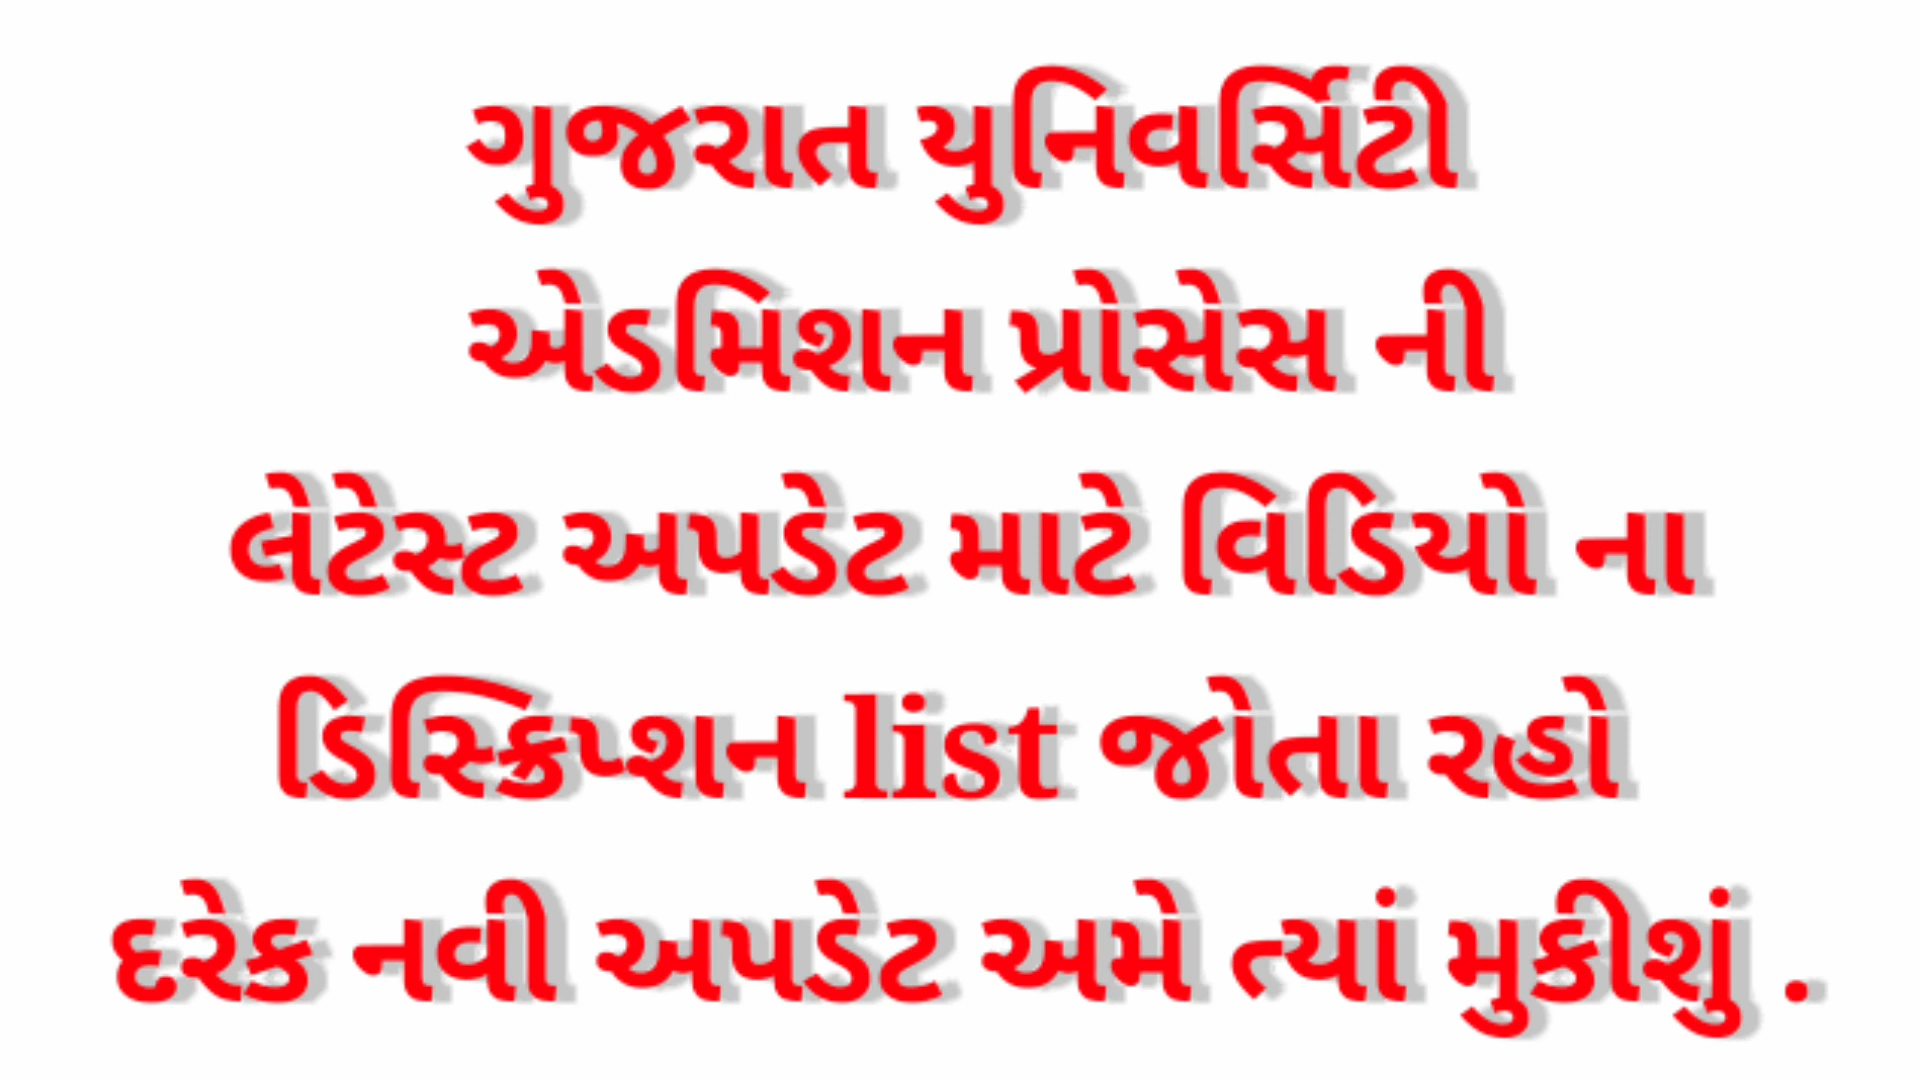 ગુજરાત યુનિવર્સિટી
એડમિશન પ્રોસેસ ની
લેટેસ્ટ અપડેટ માટે વિડિયો ના
ડિસ્ક્રિપ્શન list જોતા રહો
દરેક નવી અપડેટ અમે ત્યાં મુકીશું .